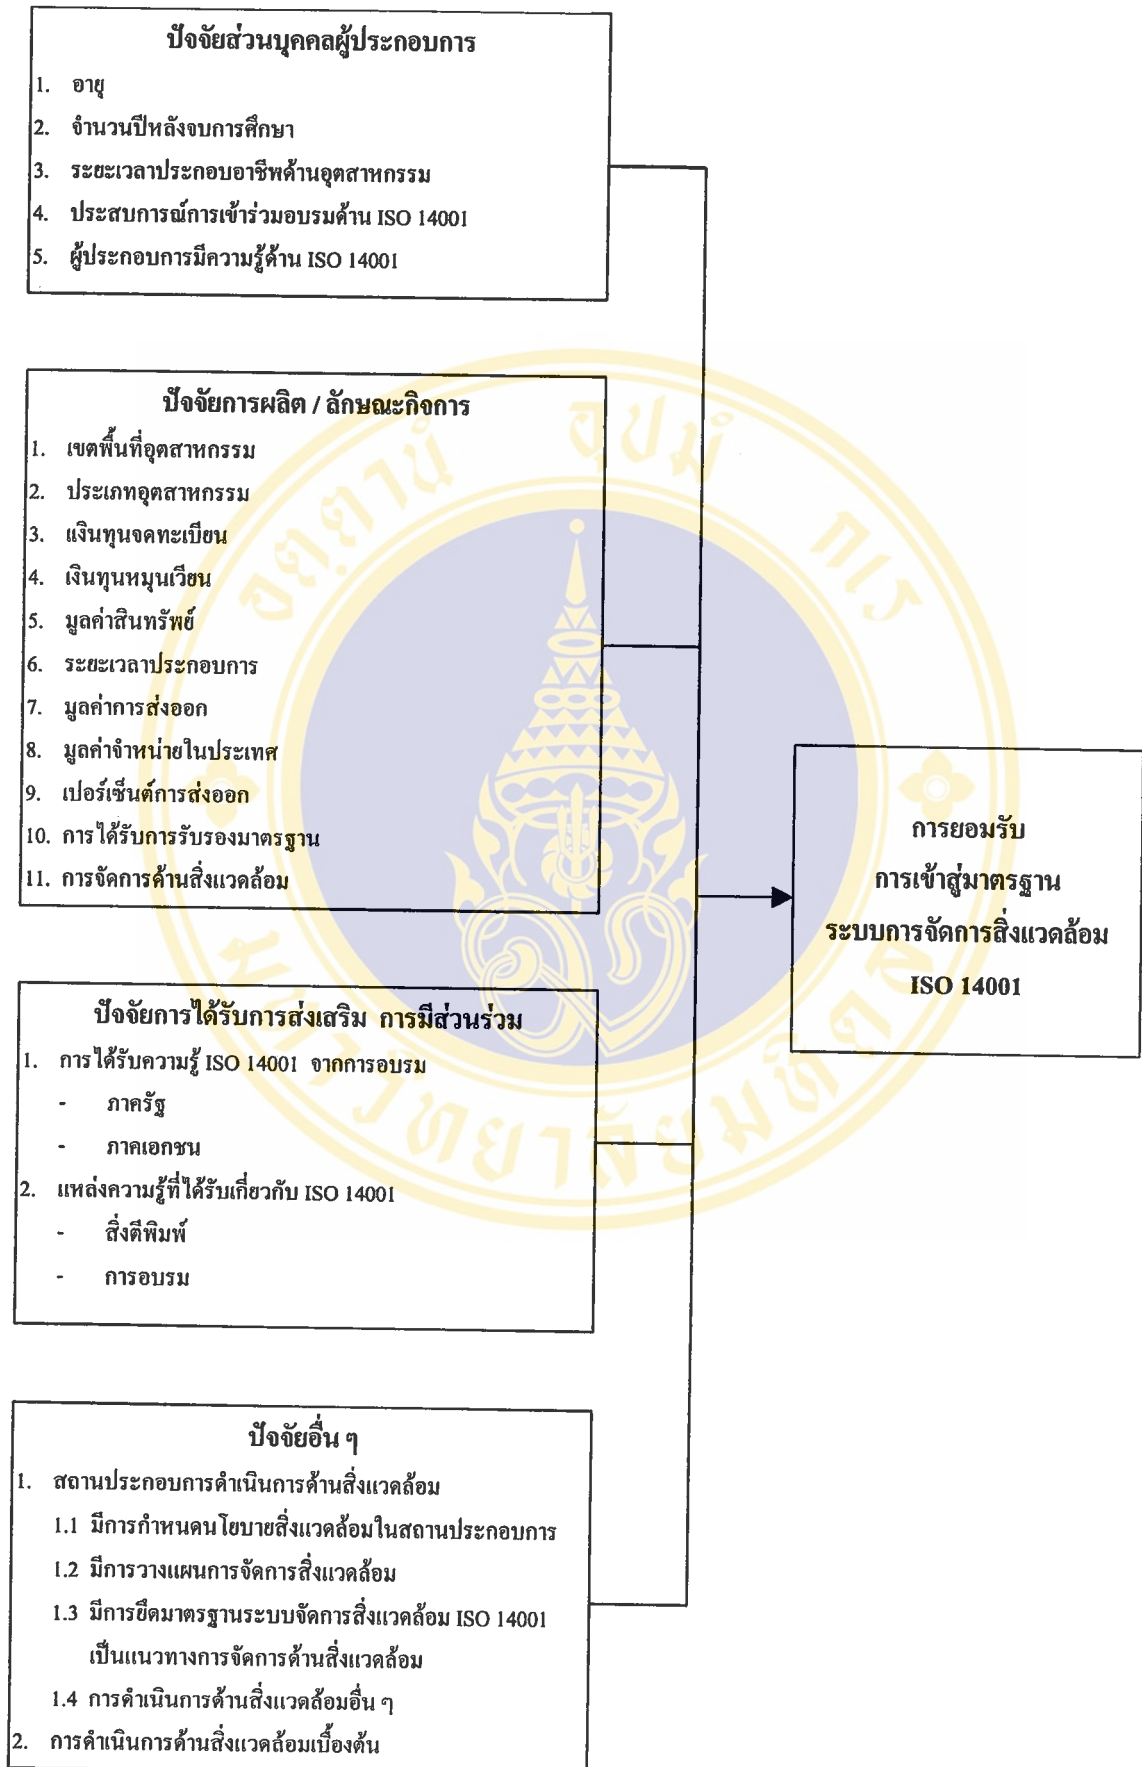 ปัจจัยส่วนบุคคลผู้ประกอบการ
1. อายุ
2. จำนวนปีหลังจบการศึกษา
3. ระยะเวลาประกอบอาชีพด้านอุตสาหกรรม
4. ประสบการณ์การเข้าร่วมอบรมด้าน ISO 14001
5. ผู้ประกอบการมีความรู้ด้าน ISO 14001
ปัจจัยการผลิต / ลักษณะกิจการ
1. เขตพื้นที่อุตสาหกรรม
2. ประเภทอุตสาหกรรม
3. แงินทุนจดทะเบียน
4. เงินทุนหมุนเวียน
5. มูลค่าสินทรัพย์
6. ระยะเวลาประกอบการ
7. มูลค่าการส่งออก
8. มูลค่าจำหน่ายในประเทศ
9. เปอร์เซ็นต์การส่งออก
10. การได้รับการรับรองมาตรฐาน
11. การจัดการด้านสิ่งแวดล้อม
ปัจจัยการได้รับการส่งเสริม การมีส่วนร่วม
1. การได้รับความรู้ ISO 14001 จากการอบรม
- ภาครัฐ
- ภาคเอกชน
2. แหล่งความรู้ที่ได้รับเกี่ยวกับ ISO 14001
- สิ่งตีพิมพ์
- การอบรม
ปัจจัยอื่น ๆ
1. สถานประกอบการดำเนินการด้านสิ่งแวดล้อม
1.1 มีการกำหนดนโยบายสิ่งแวดล้อมในสถานประกอบการ
1.2 มีการวางแผนการจัดการสิ่งแวดล้อม
1.3 มีการยึดมาตรฐานระบบจัดการสิ่งแวดล้อม ISO 14001
เป็นแนวทางการจัดการด้านสิ่งแวดล้อม
1.4 การดำเนินการด้านสิ่งแวดล้อมอื่น ๆ
2. การดำเนินการด้านสิ่งแวดล้อมเบื้องต้น
การยอมรับ
การเข้าสู่มาตรฐาน
ระบบการจัดการสิ่งแวดล้อม
ISO 14001
อตฺตานํ อุปมํ กเร
มหาวิทยาลัยมหิดล